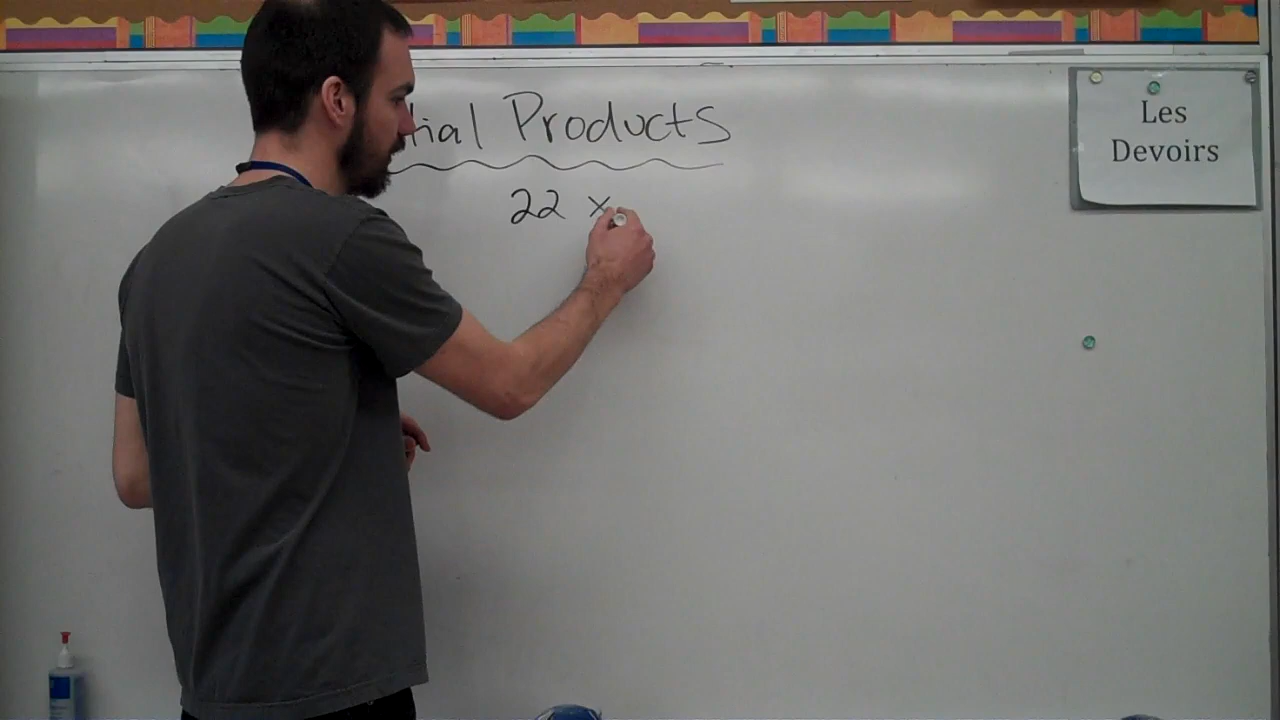 tial Products
22 x
Les
Devoirs